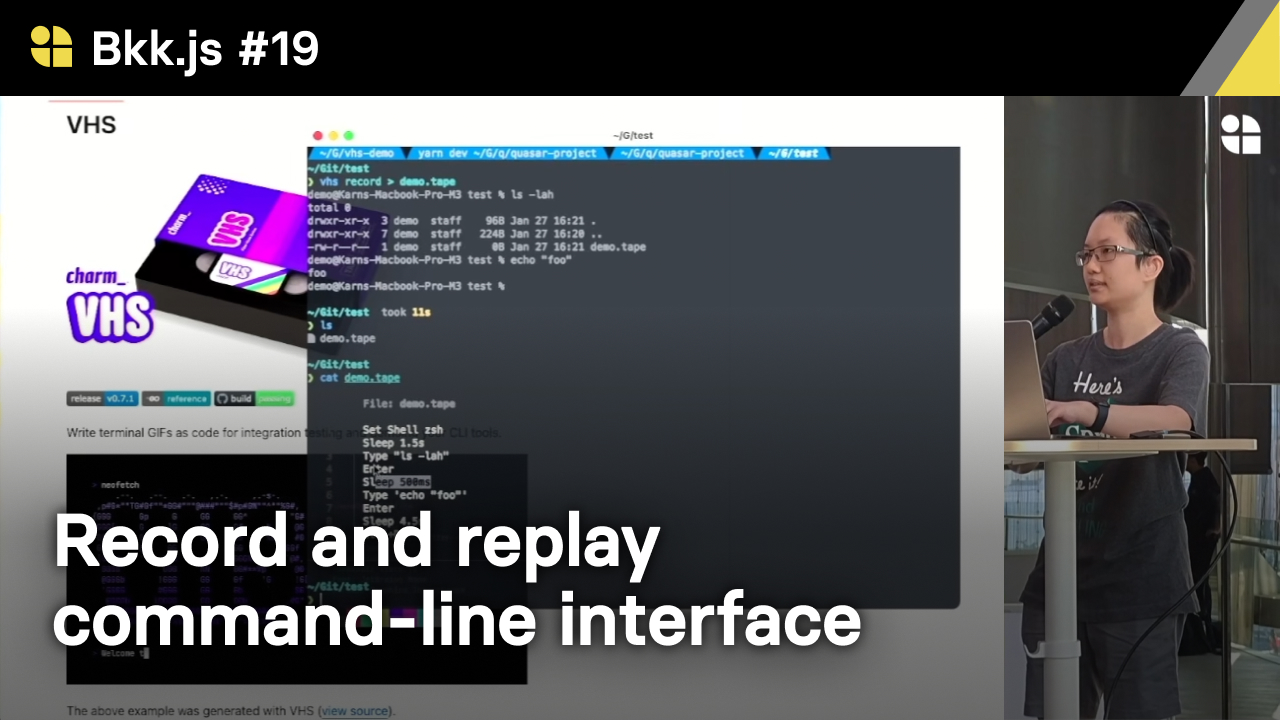 Bkk.js #19
VHS
~/G/test
~/G/vhs-demo yarn dev ~/G/q/quasar-project ~/G/q/quasar-project ~/G/test
~/Git/test
❯ vhs record > demo.tape
demo@Karns-Macbook-Pro-M3 test % ls -lah
total 0
drwxr-xr-x 3 demo staff 96B Jan 27 16:21 .
drwxr-xr-x 7 demo staff 224B Jan 27 16:20 ..
-rw-r--r-- 1 demo staff 0B Jan 27 16:21 demo.tape
demo@Karns-Macbook-Pro-M3 test % echo "foo"
foo
demo@Karns-Macbook-Pro-M3 test %
~/Git/test took 11s
❯ ls
demo.tape
~/Git/test
❯ cat demo.tape
File: demo.tape
Set Shell zsh
Sleep 1.5s
Type "ls -lah"
4 Enter
5 Sleep 500ms
6 Type 'echo "foo"'
Enter
Sleep 4.5s
~/Git/test
❯
charm_
VHS
charm_
VHS
VHS
release v0.7.1 reference build passing
Write terminal GIFs as code for integration testing and CLI tools.
> neofetch
Welcome t
The above example was generated with VHS (view source).
Record and replay
command-line interface
Here's